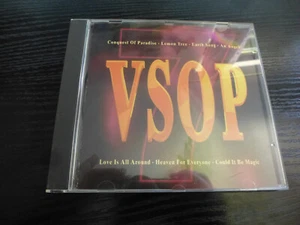 Conquest Of Paradise - Lemon Tree - Earth Song - An Angel
VSOP
Love Is All Around - Heaven For Everyone - Could It Be Magic